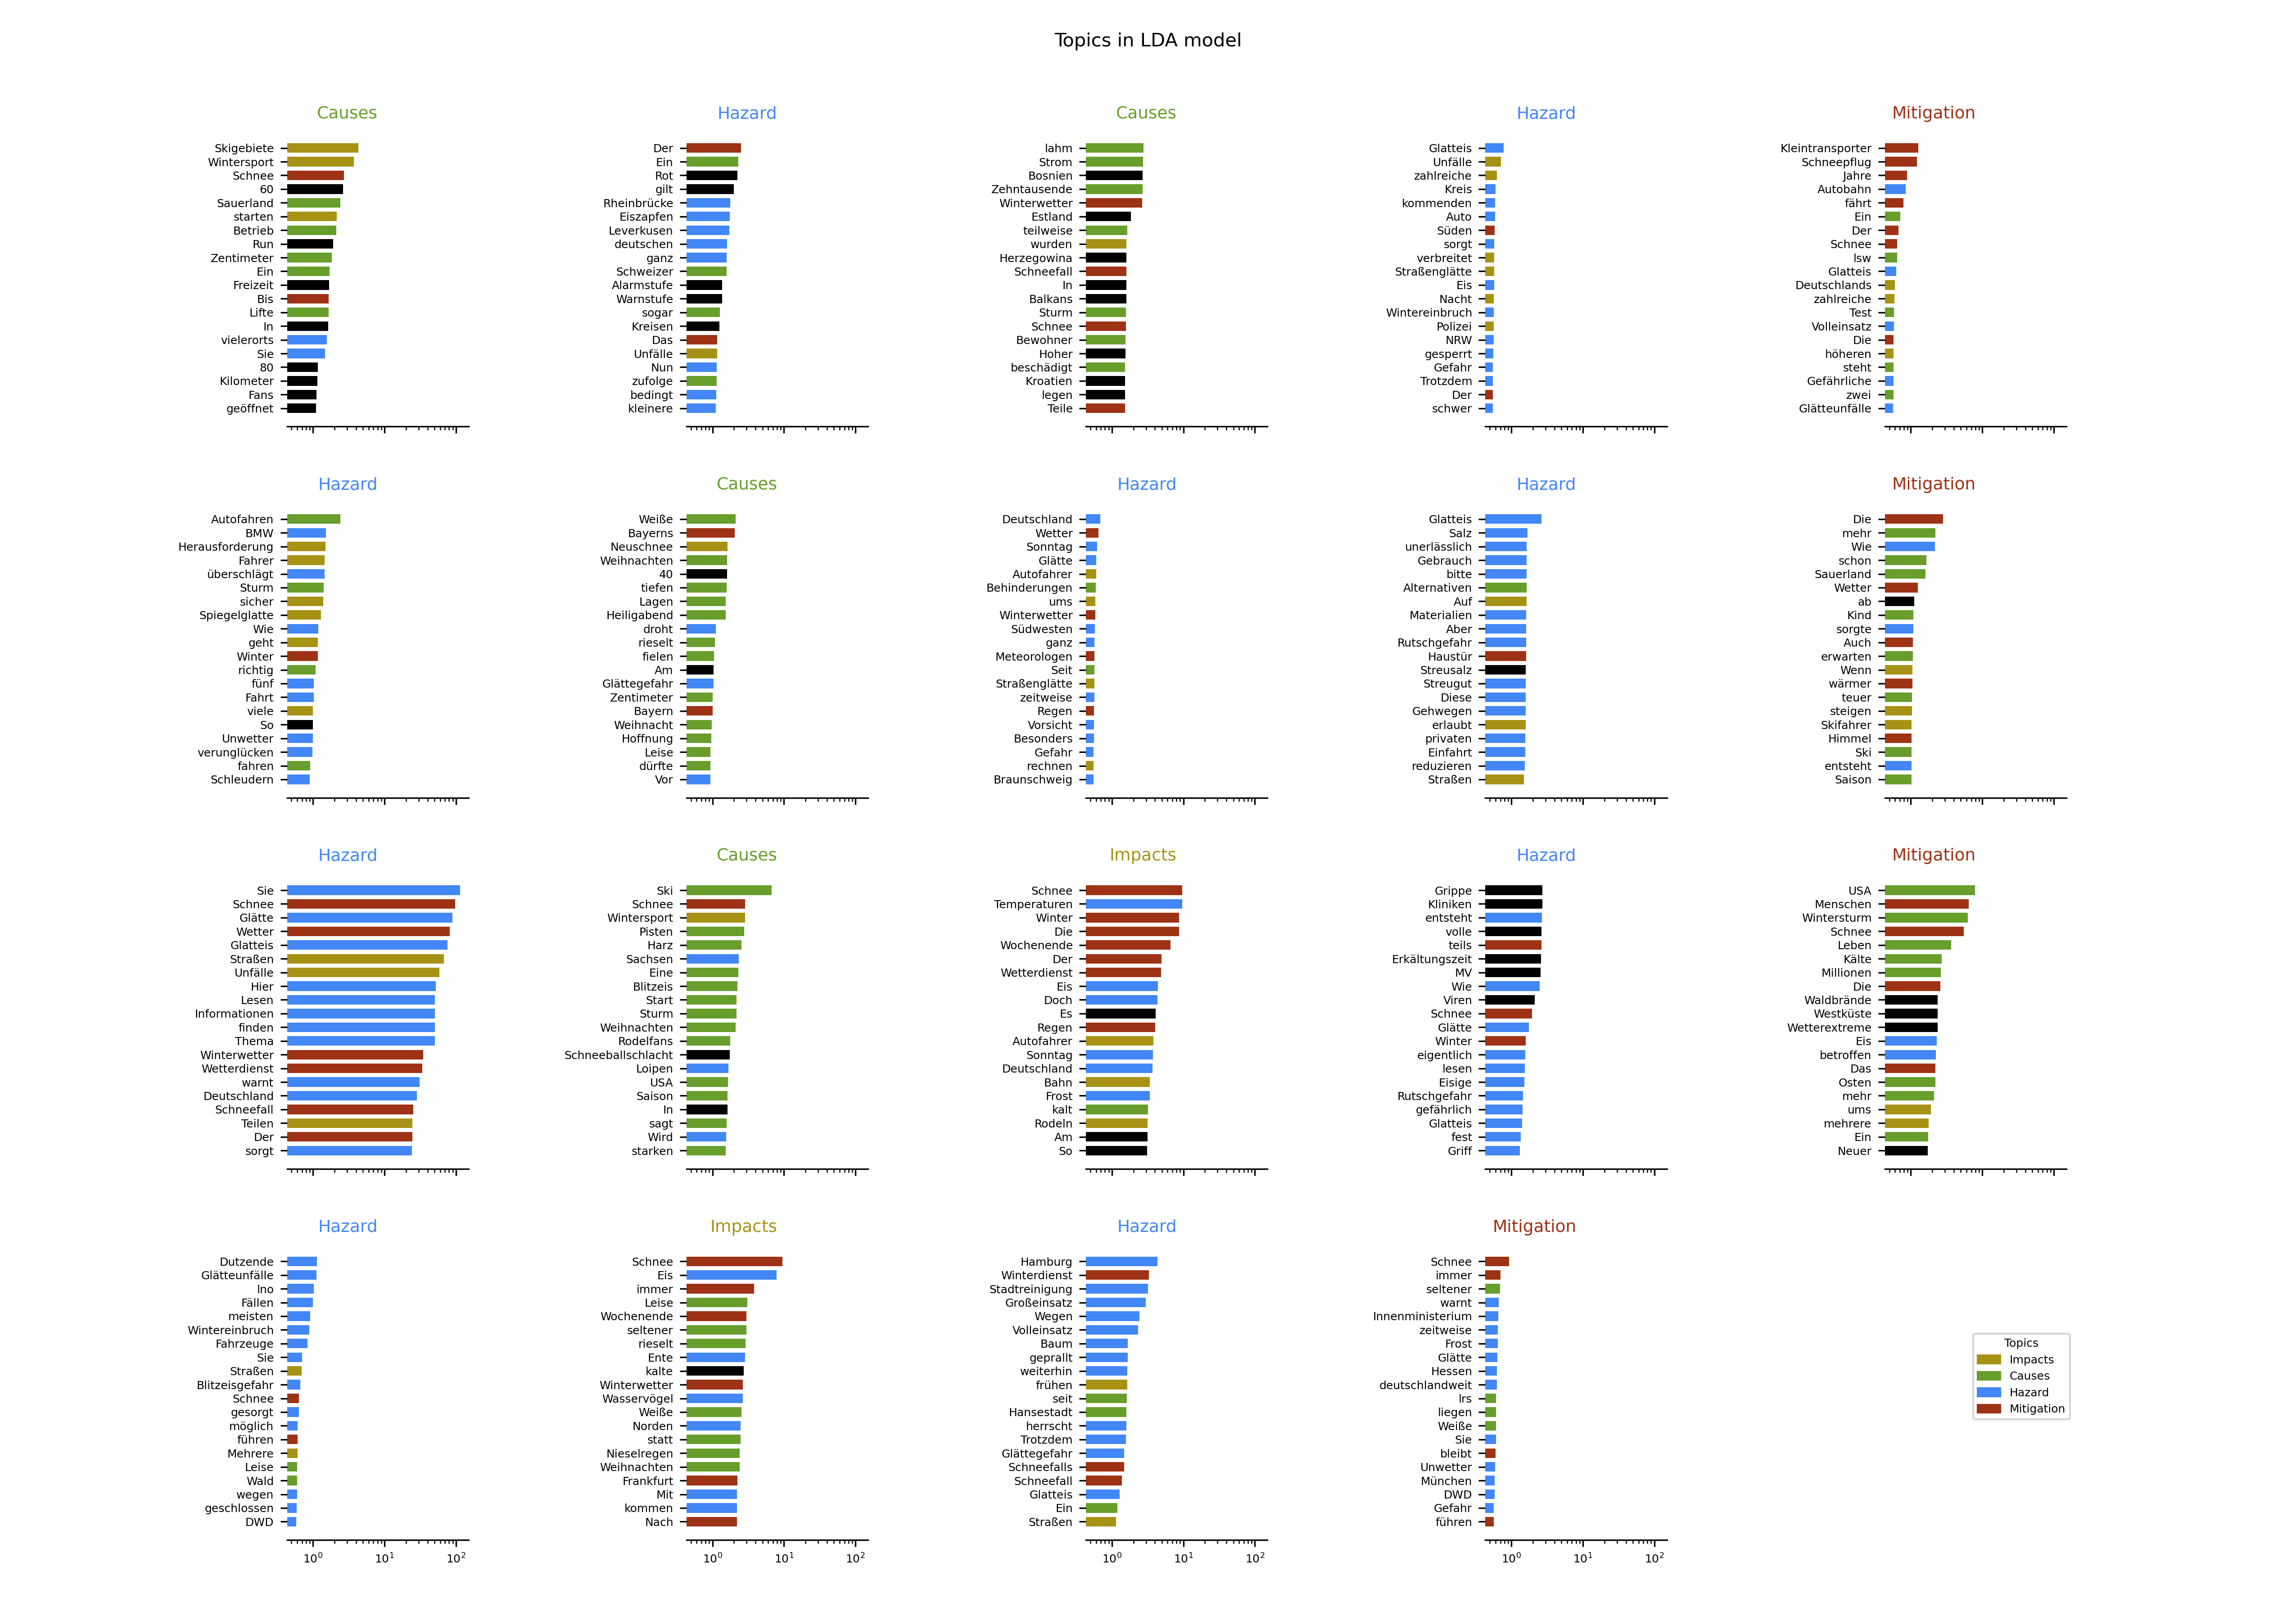 Topics in LDA model
Causes
Skigebiete
Wintersport
Schnee
60
Sauerland
starten
Betrieb
Run
Zentimeter
Ein
Freizeit
Bis
Lifte
In
vielerorts
Sie
80
Kilometer
Fans
geöffnet
Hazard
Der
Ein
Rot
gilt
Rheinbrücke
Eiszapfen
Leverkusen
deutschen
ganz
Schweizer
Alarmstufe
Warnstufe
sogar
Kreisen
Das
Unfälle
Nun
zufolge
bedingt
kleinere
Causes
lahm
Strom
Bosnien
Zehntausende
Winterwetter
Estland
teilweise
wurden
Herzegowina
Schneefall
In
Balkans
Sturm
Schnee
Bewohner
Hoher
beschädigt
Kroatien
legen
Teile
Hazard
Glatteis
Unfälle
zahlreiche
Kreis
kommenden
Auto
Süden
sorgt
verbreitet
Straßenglätte
Eis
Nacht
Wintereinbruch
Polizei
NRW
gesperrt
Gefahr
Trotzdem
Der
schwer
Mitigation
Kleintransporter
Schneepflug
Jahre
Autobahn
fährt
Ein
Der
Schnee
lsw
Glatteis
Deutschlands
zahlreiche
Test
Volleinsatz
Die
höheren
steht
Gefährliche
zwei
Glätteunfälle
Hazard
Autofahren
BMW
Herausforderung
Fahrer
überschlägt
Sturm
sicher
Spiegelglatte
Wie
geht
Winter
richtig
fünf
Fahrt
viele
So
Unwetter
verunglücken
fahren
Schleudern
Causes
Weiße
Bayerns
Neuschnee
Weihnachten
40
tiefen
Lagen
Heiligabend
droht
rieselt
fielen
Am
Glättegefahr
Zentimeter
Bayern
Weihnacht
Hoffnung
Leise
dürfte
Vor
Hazard
Deutschland
Wetter
Sonntag
Glätte
Autofahrer
Behinderungen
ums
Winterwetter
Südwesten
ganz
Meteorologen
Seit
Straßenglätte
zeitweise
Regen
Vorsicht
Besonders
Gefahr
rechnen
Braunschweig
Hazard
Glatteis
Salz
unerlässlich
Gebrauch
bitte
Alternativen
Auf
Materialien
Aber
Rutschgefahr
Haustür
Streusalz
Streugut
Diese
Gehwegen
erlaubt
privaten
Einfahrt
reduzieren
Straßen
Mitigation
Die
mehr
Wie
schon
Sauerland
Wetter
ab
Kind
sorgte
Auch
erwarten
Wenn
wärmer
teuer
steigen
Skifahrer
Himmel
Ski
entsteht
Saison
Hazard
Sie
Schnee
Glätte
Wetter
Glatteis
Straßen
Unfälle
Hier
Lesen
Informationen
finden
Thema
Winterwetter
Wetterdienst
warnt
Deutschland
Schneefall
Teilen
Der
sorgt
Causes
Ski
Schnee
Wintersport
Pisten
Harz
Sachsen
Eine
Blitzeis
Start
Sturm
Weihnachten
Rodelfans
Schneeballschlacht
Loipen
USA
Saison
In
sagt
Wird
starken
Impacts
Schnee
Temperaturen
Winter
Die
Wochenende
Der
Wetterdienst
Eis
Doch
Es
Regen
Autofahrer
Sonntag
Deutschland
Bahn
Frost
kalt
Rodeln
Am
So
Hazard
Grippe
Kliniken
entsteht
volle
teils
Erkältungszeit
MV
Wie
Viren
Schnee
Glätte
Winter
eigentlich
lesen
Eisige
Rutschgefahr
gefährlich
Glatteis
fest
Griff
Mitigation
USA
Menschen
Wintersturm
Schnee
Leben
Kälte
Millionen
Die
Waldbrände
Westküste
Wetterextreme
Eis
betroffen
Das
Osten
mehr
ums
mehrere
Ein
Neuer
Hazard
Dutzende
Glätteunfälle
lno
Fällen
meisten
Wintereinbruch
Fahrzeuge
Sie
Straßen
Blitzeisgefahr
Schnee
gesorgt
möglich
führen
Mehrere
Leise
Wald
wegen
geschlossen
DWD
10⁰ 10¹ 10²
Impacts
Schnee
Eis
immer
Leise
Wochenende
seltener
rieselt
Ente
kalte
Winterwetter
Wasservögel
Weiße
Norden
statt
Nieselregen
Weihnachten
Frankfurt
Mit
kommen
Nach
10⁰ 10¹ 10²
Hazard
Hamburg
Winterdienst
Stadtreinigung
Großeinsatz
Wegen
Volleinsatz
Baum
geprallt
weiterhin
frühen
seit
Hansestadt
herrscht
Trotzdem
Glättegefahr
Schneefalls
Schneefall
Glatteis
Ein
Straßen
10⁰ 10¹ 10²
Mitigation
Schnee
immer
seltener
warnt
Innenministerium
zeitweise
Frost
Glätte
Hessen
deutschlandweit
lrs
liegen
Weiße
Sie
bleibt
Unwetter
München
DWD
Gefahr
führen
10⁰ 10¹ 10²
Topics
Impacts
Causes
Hazard
Mitigation